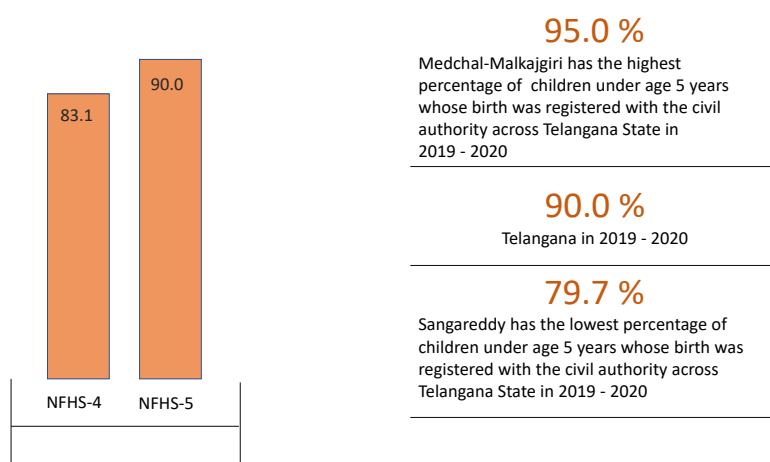 83.1
90.0
NFHS-4
NFHS-5
95.0 %
Medchal-Malkajgiri has the highest
percentage of children under age 5 years
whose birth was registered with the civil
authority across Telangana State in
2019 - 2020
90.0 %
Telangana in 2019 - 2020
79.7 %
Sangareddy has the lowest percentage of
children under age 5 years whose birth was
registered with the civil authority across
Telangana State in 2019 - 2020